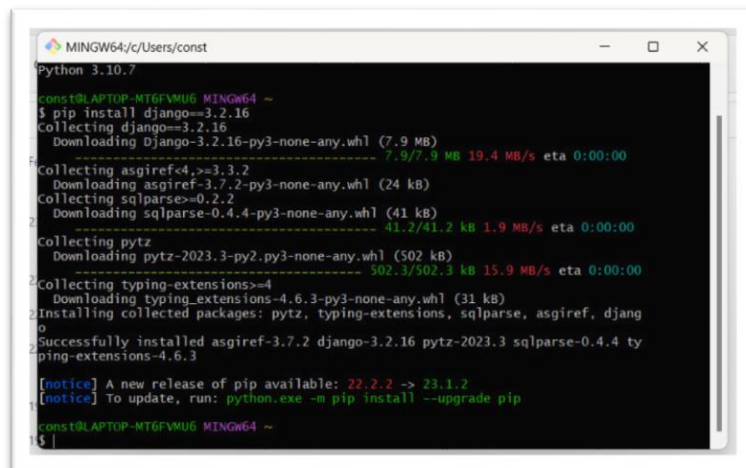 MINGW64:/c/Users/const
Python 3.10.7
const@LAPTOP-MT6FVMU6 MINGW64 ~
$ pip install django==3.2.16
Collecting django==3.2.16
  Downloading Django-3.2.16-py3-none-any.whl (7.9 MB)
     ---------------------------------------- 7.9/7.9 MB 19.4 MB/s eta 0:00:00
Collecting asgiref<4,>=3.3.2
  Downloading asgiref-3.7.2-py3-none-any.whl (24 kB)
Collecting sqlparse>=0.2.2
  Downloading sqlparse-0.4.4-py3-none-any.whl (41 kB)
     ---------------------------------------- 41.2/41.2 kB 1.9 MB/s eta 0:00:00
Collecting pytz
  Downloading pytz-2023.3-py2.py3-none-any.whl (502 kB)
     -------------------------------------- 502.3/502.3 kB 15.9 MB/s eta 0:00:00
Collecting typing-extensions>=4
  Downloading typing_extensions-4.6.3-py3-none-any.whl (31 kB)
Installing collected packages: pytz, typing-extensions, sqlparse, asgiref, djang
o
Successfully installed asgiref-3.7.2 django-3.2.16 pytz-2023.3 sqlparse-0.4.4 ty
ping-extensions-4.6.3
[notice] A new release of pip available: 22.2.2 -> 23.1.2
[notice] To update, run: python.exe -m pip install --upgrade pip
const@LAPTOP-MT6FVMU6 MINGW64 ~
$